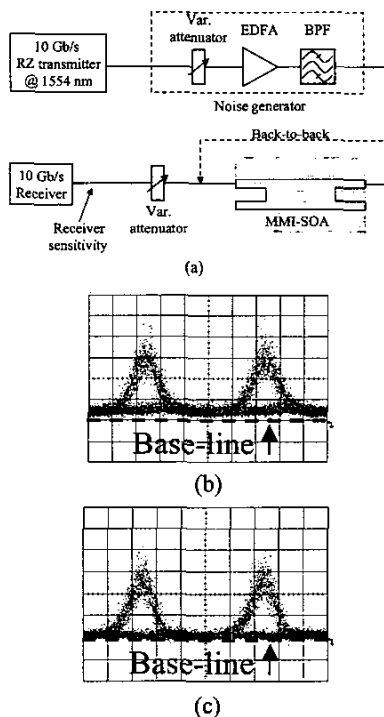 10 Gb/s
RZ transmitter
@ 1554 nm
Var.
attenuator
EDFA
BPF
Noise generator
Back-to-back
10 Gb/s
Receiver
Receiver
sensitivity
Var.
attenuator
MMI-SOA
(a)
Base-line
(b)
Base-line
(c)